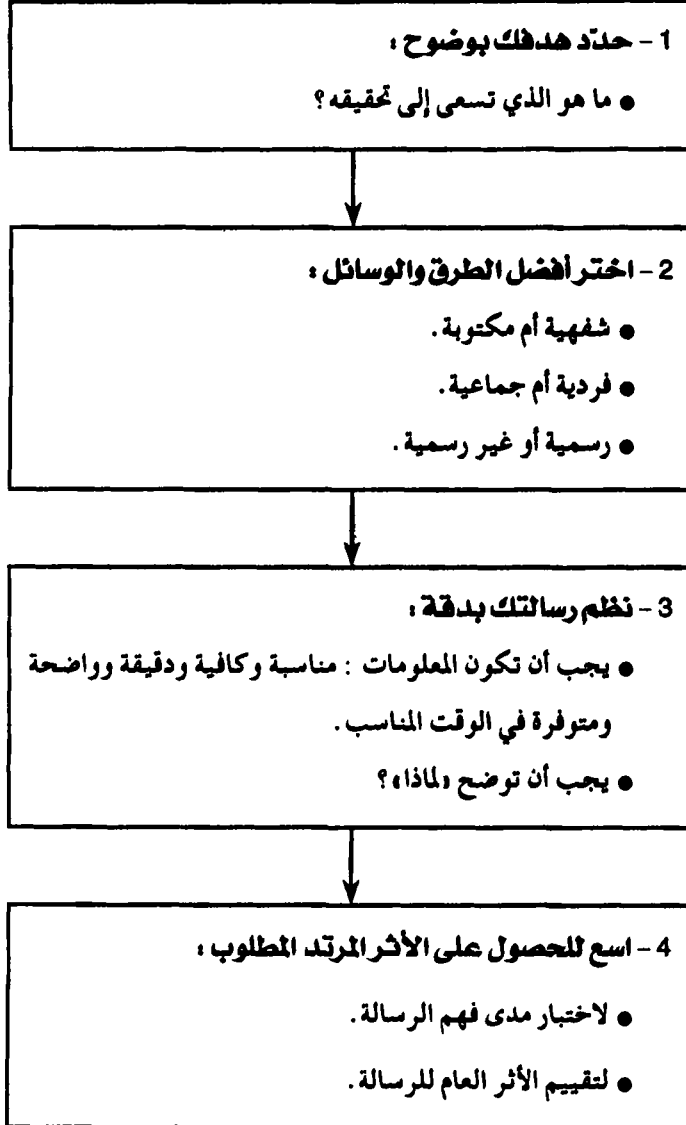 1 - حدّد هدفك بوضوح :
● ما هو الذي تسعى إلى تحقيقه؟
2 - اختر أفضل الطرق والوسائل :
● شفهية أم مكتوبة.
● فردية أم جماعية.
● رسمية أو غير رسمية.
3 - نظم رسالتك بدقة :
● يجب أن تكون المعلومات : مناسبة وكافية ودقيقة وواضحة
ومتوفرة في الوقت المناسب.
● يجب أن توضح «لماذا»؟
4 - اسع للحصول على الأثر المرتد المطلوب :
● لاختبار مدى فهم الرسالة.
● لتقييم الأثر العام للرسالة.